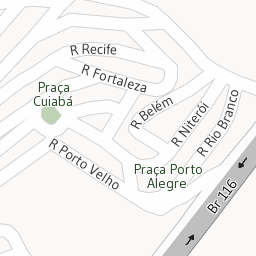 R Recife
R Fortaleza
Praça
Cuiabá
R Belém
R Niterói
R Rio Branco
R Porto Velho
Praça Porto
Alegre
Br 116